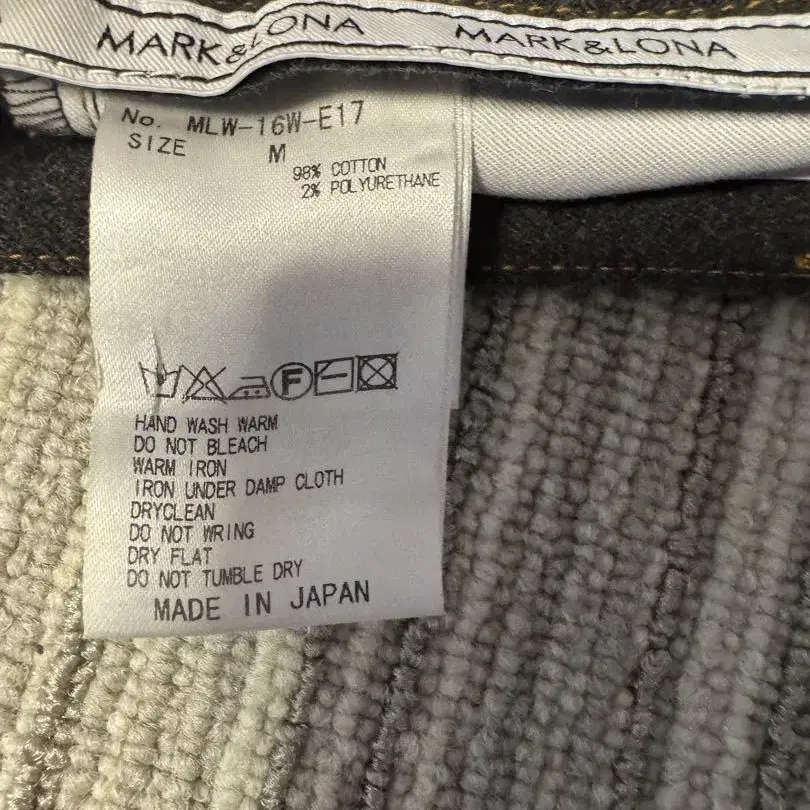 MARK&LONA MARK&LONA
No. MLW-16W-E17
SIZE M
98% COTTON
2% POLYURETHANE
F
HAND WASH WARM
DO NOT BLEACH
WARM IRON
IRON UNDER DAMP CLOTH
DRYCLEAN
DO NOT WRING
DRY FLAT
DO NOT TUMBLE DRY
MADE IN JAPAN